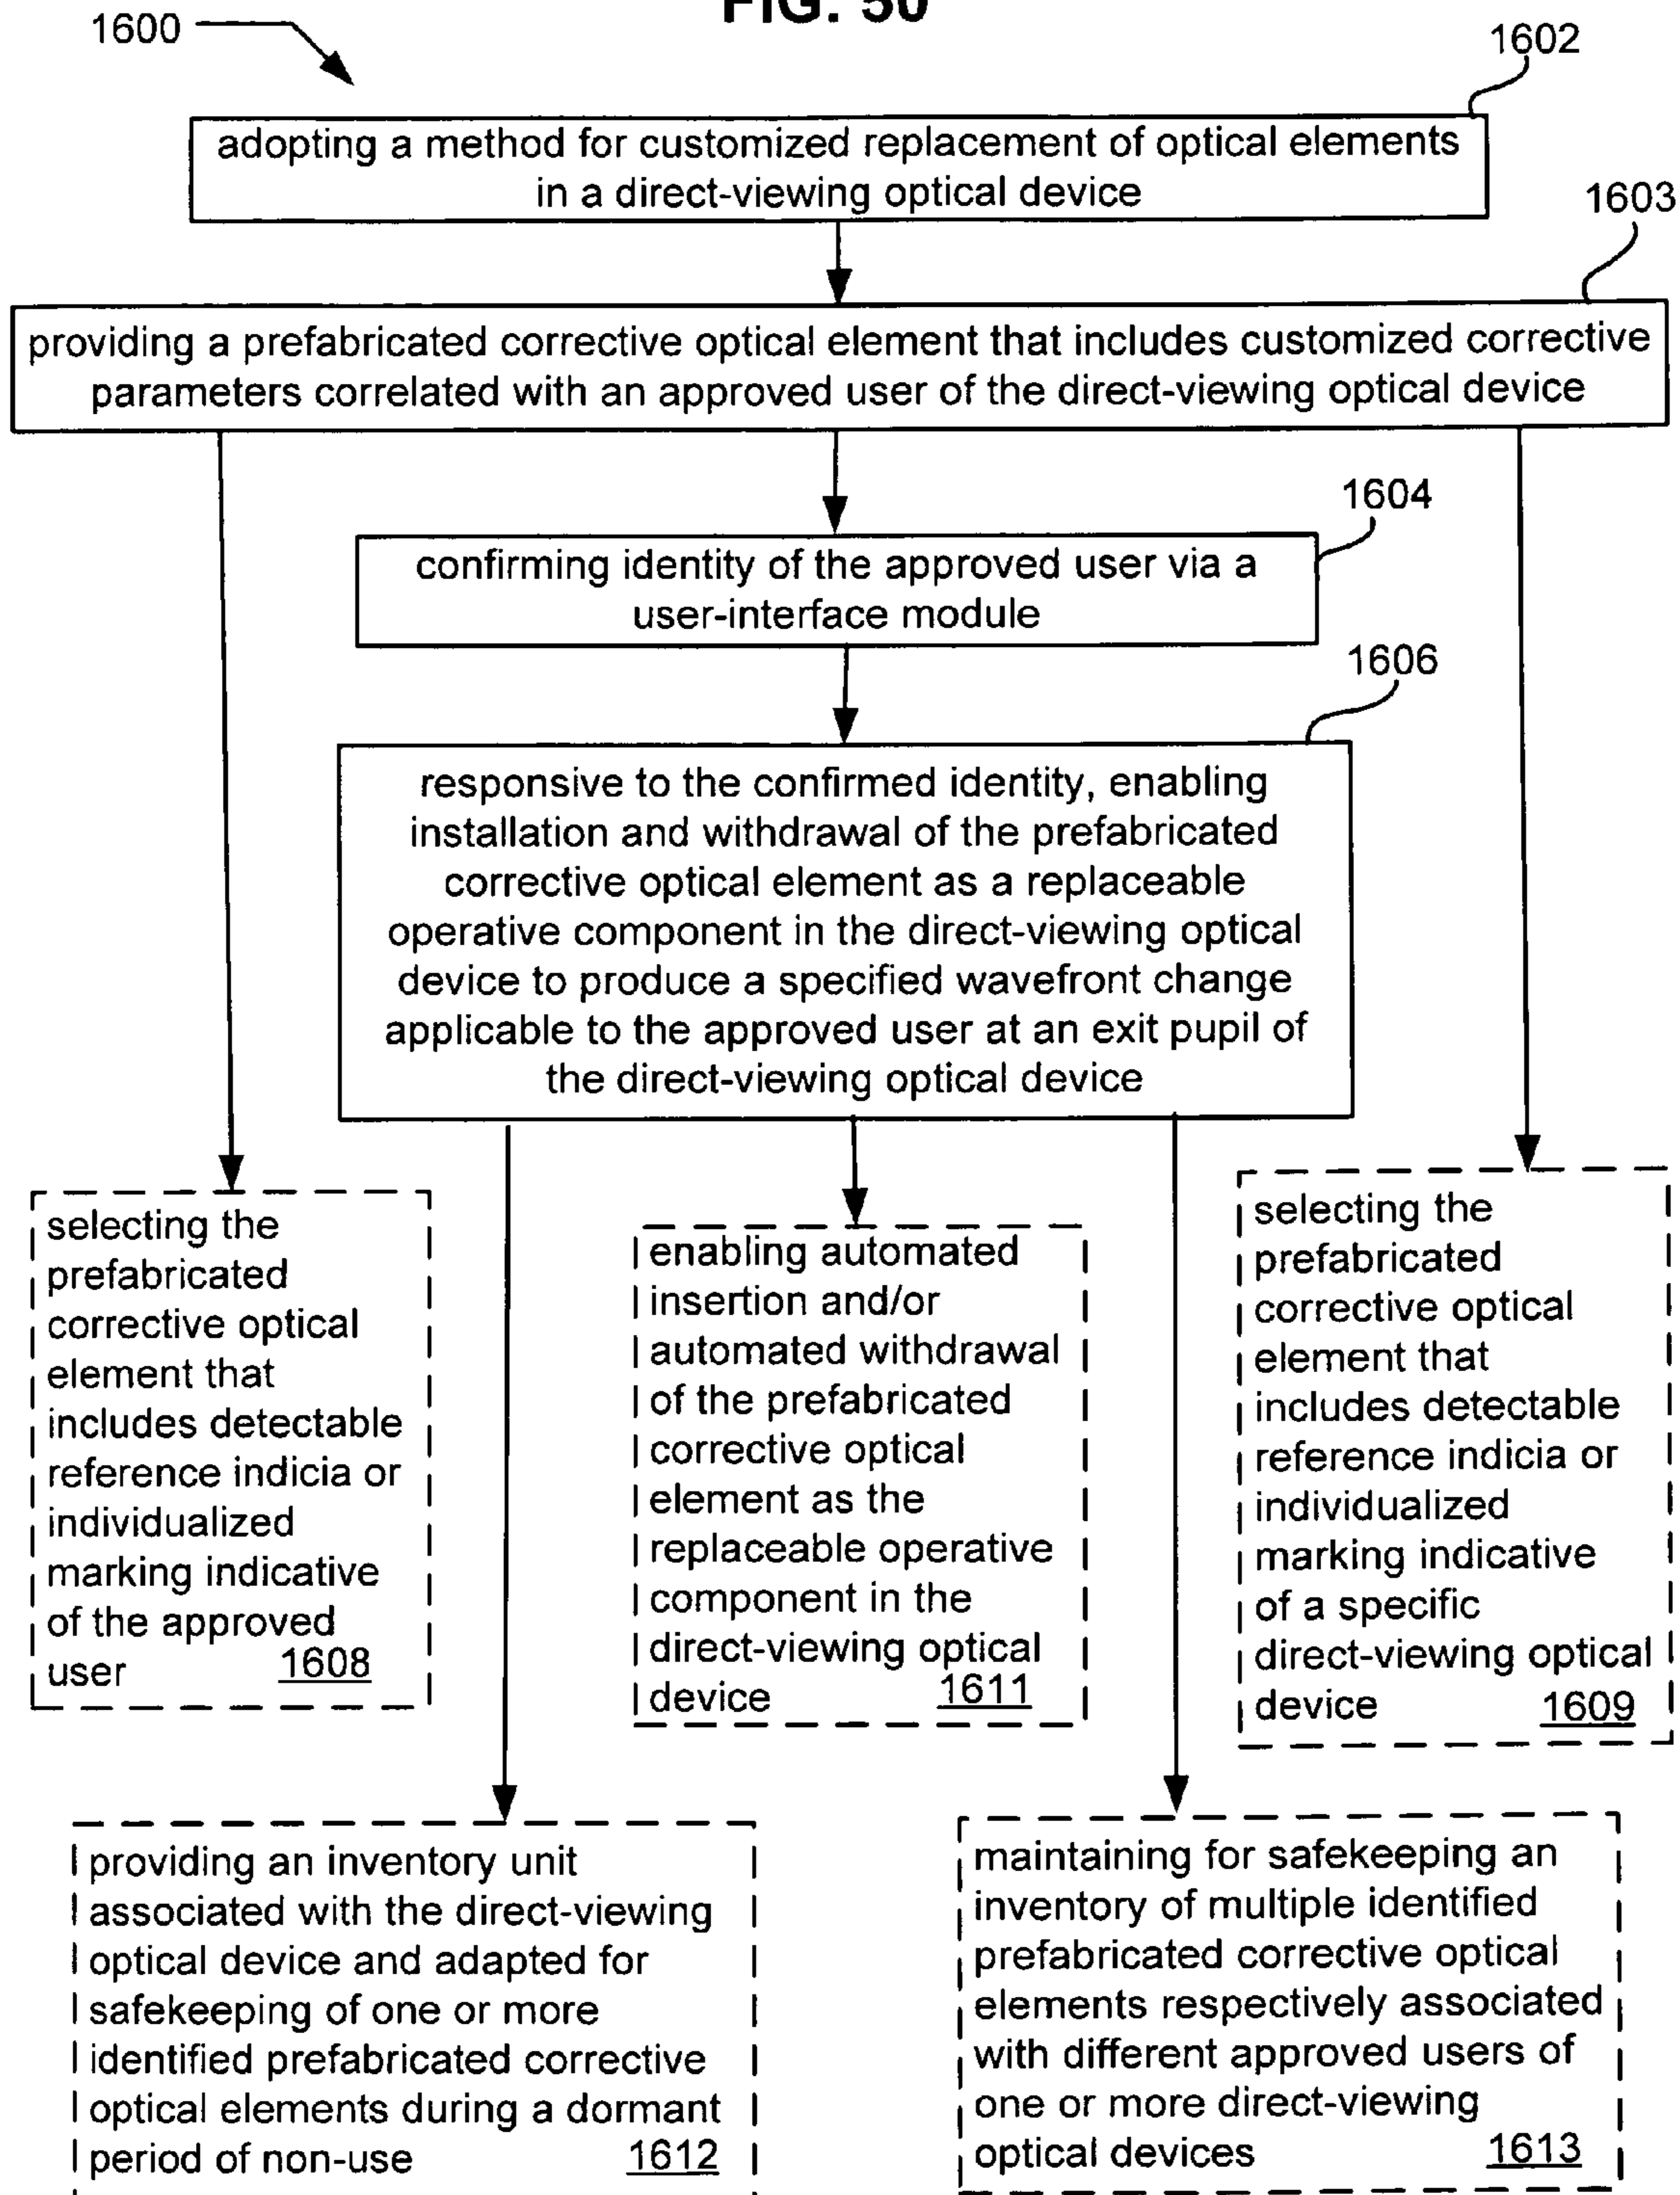 FIG. 50
1600
1602
adopting a method for customized replacement of optical elements
in a direct-viewing optical device
1603
providing a prefabricated corrective optical element that includes customized corrective
parameters correlated with an approved user of the direct-viewing optical device
1604
confirming identity of the approved user via a
user-interface module
1606
responsive to the confirmed identity, enabling
installation and withdrawal of the prefabricated
corrective optical element as a replaceable
operative component in the direct-viewing optical
device to produce a specified wavefront change
applicable to the approved user at an exit pupil of
the direct-viewing optical device
selecting the
prefabricated
corrective optical
element that
includes detectable
reference indicia or
individualized
marking indicative
of the approved
user 1608
enabling automated
insertion and/or
automated withdrawal
of the prefabricated
corrective optical
element as the
replaceable operative
component in the
direct-viewing optical
device 1611
selecting the
prefabricated
corrective optical
element that
includes detectable
reference indicia or
individualized
marking indicative
of a specific
direct-viewing optical
device 1609
providing an inventory unit
associated with the direct-viewing
optical device and adapted for
safekeeping of one or more
identified prefabricated corrective
optical elements during a dormant
period of non-use 1612
maintaining for safekeeping an
inventory of multiple identified
prefabricated corrective optical
elements respectively associated
with different approved users of
one or more direct-viewing
optical devices 1613